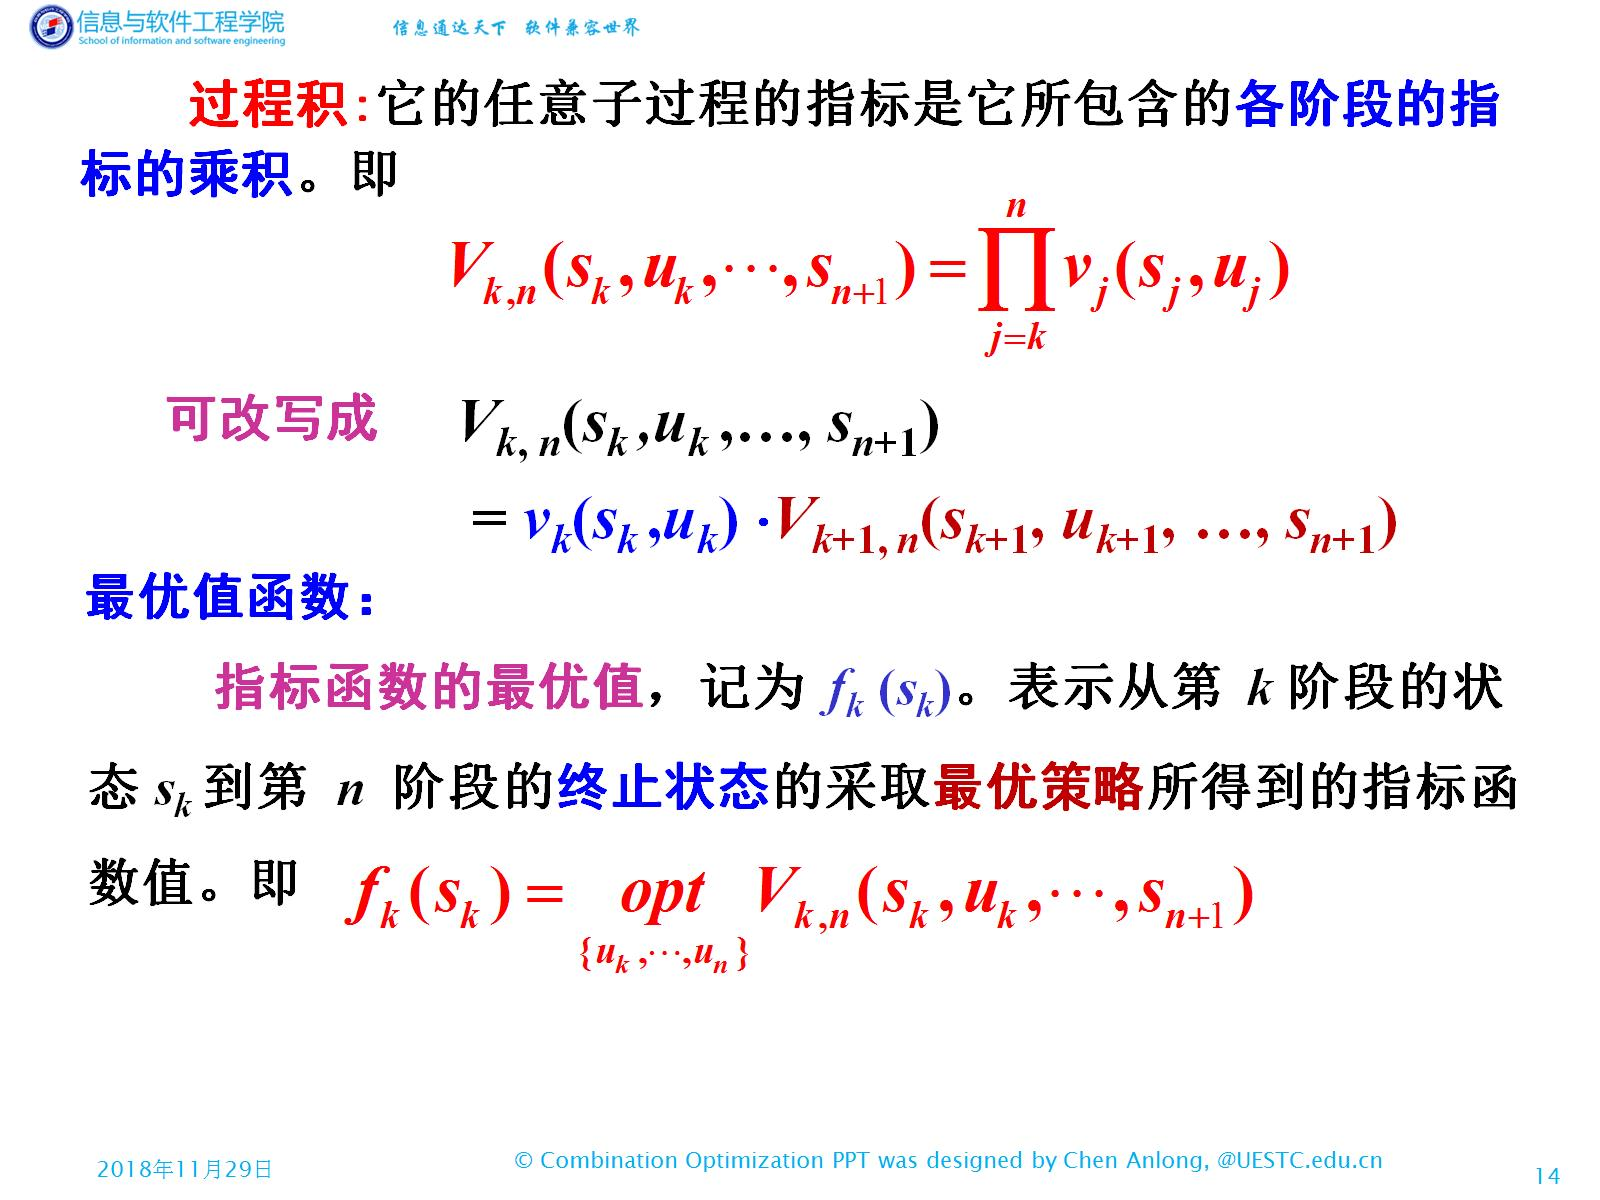 信息与软件工程学院
School of information and software engineering
信息通达天下 软件兼容世界
过程积:它的任意子过程的指标是它所包含的各阶段的指
标的乘积。即
V_{k,n}(s_k,u_k,⋯,s_{n+1})=∏_{j=k}^{n}v_j(s_j,u_j)
可改写成 V_{k, n}(s_k ,u_k ,…, s_{n+1})
= v_k(s_k ,u_k) ·V_{k+1, n}(s_{k+1}, u_{k+1}, …, s_{n+1})
最优值函数：
指标函数的最优值，记为 f_k (s_k)。表示从第 k 阶段的状
态 s_k 到第 n 阶段的终止状态的采取最优策略所得到的指标函
数值。即 f_k(s_k)= opt_{{u_k,⋯,u_n}} V_{k,n}(s_k,u_k,⋯,s_{n+1})
2018年11月29日
© Combination Optimization PPT was designed by Chen Anlong, @UESTC.edu.cn
14